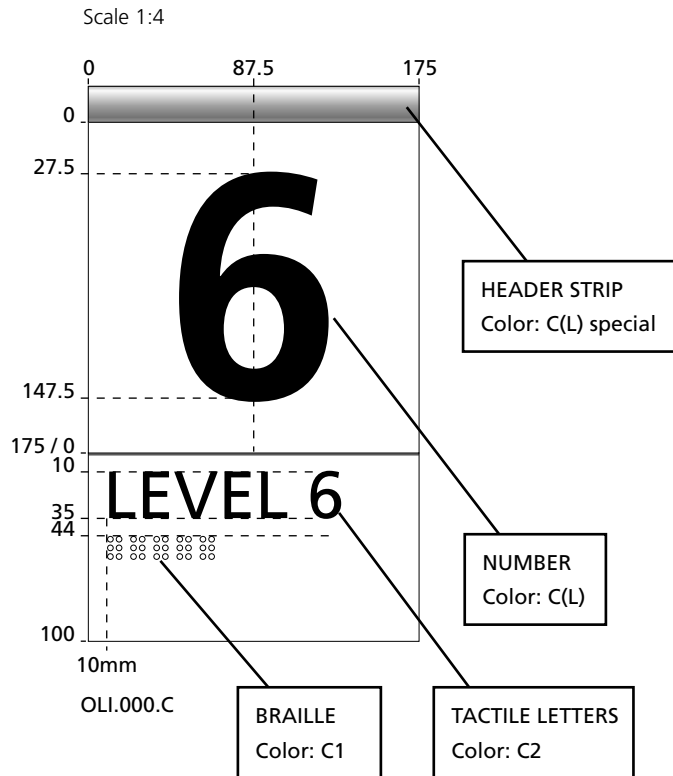 Scale 1:4
0 87.5 175
0
27.5
6
HEADER STRIP
Color: C(L) special
147.5
175 / 0
10
LEVEL 6
35
44
NUMBER
Color: C(L)
100
10mm
OLI.000.C
BRAILLE
Color: C1
TACTILE LETTERS
Color: C2